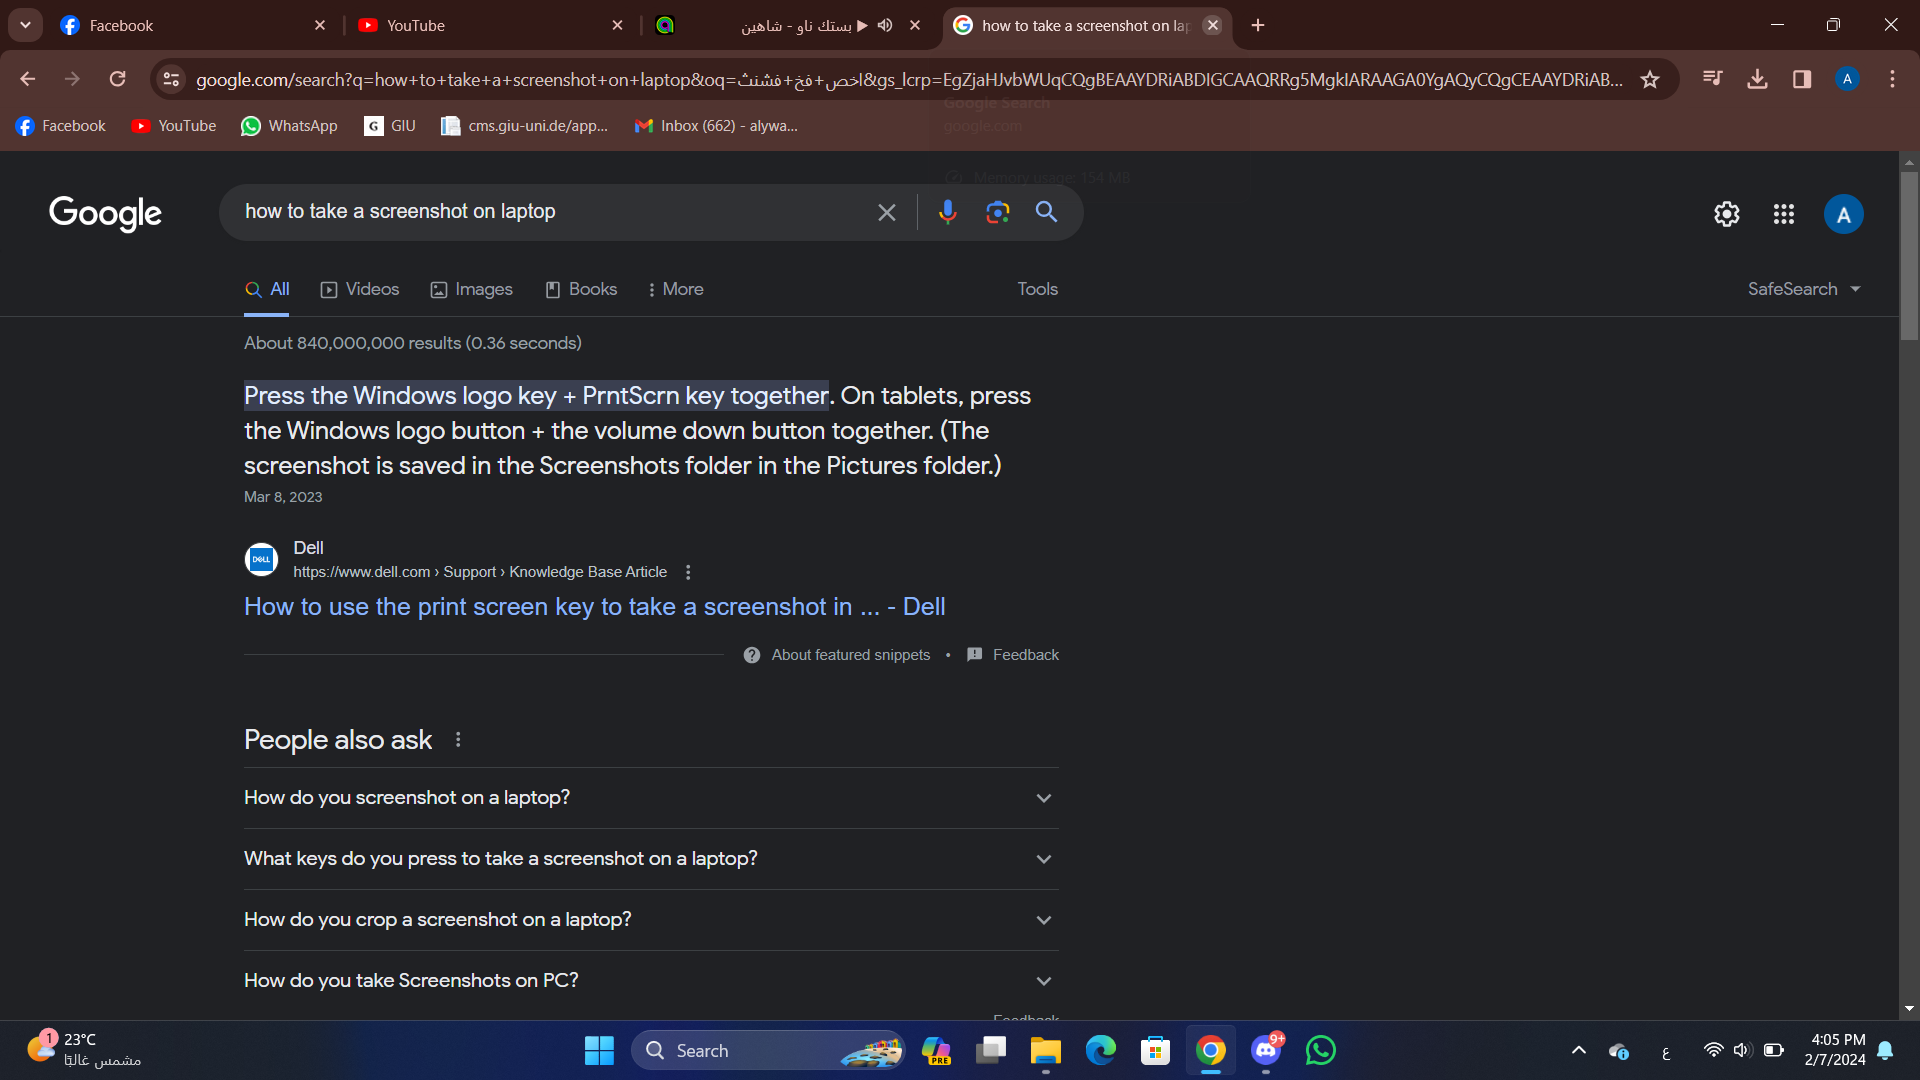 Facebook
YouTube
بستك ناو - شاهين
how to take a screenshot on lap
google.com/search?q=how+to+take+a+screenshot+on+laptop&oq=اخص+فخ+فشنث&gs_lcrp=EgZjaHJvbWUqCQgBEAAYDRiABDIGCAAQRRg5MgkIARAAGA0YgAQyCQgCEAAYDRiAB...
A
Google Search
google.com
Facebook
YouTube
WhatsApp
G GIU
cms.giu-uni.de/app...
Inbox (662) - alywa...
Memory usage: 154 MB
Google
how to take a screenshot on laptop
A
All
Videos
Images
Books
More
Tools
SafeSearch
About 840,000,000 results (0.36 seconds)
Press the Windows logo key + PrntScrn key together. On tablets, press
the Windows logo button + the volume down button together. (The
screenshot is saved in the Screenshots folder in the Pictures folder.)
Mar 8, 2023
DELL
Dell
https://www.dell.com › Support › Knowledge Base Article
How to use the print screen key to take a screenshot in ... - Dell
About featured snippets • Feedback
People also ask
How do you screenshot on a laptop?
What keys do you press to take a screenshot on a laptop?
How do you crop a screenshot on a laptop?
How do you take Screenshots on PC?
Feedback
1
23°C
مشمس غالبًا
Search
PRE
9+
ع
4:05 PM
2/7/2024